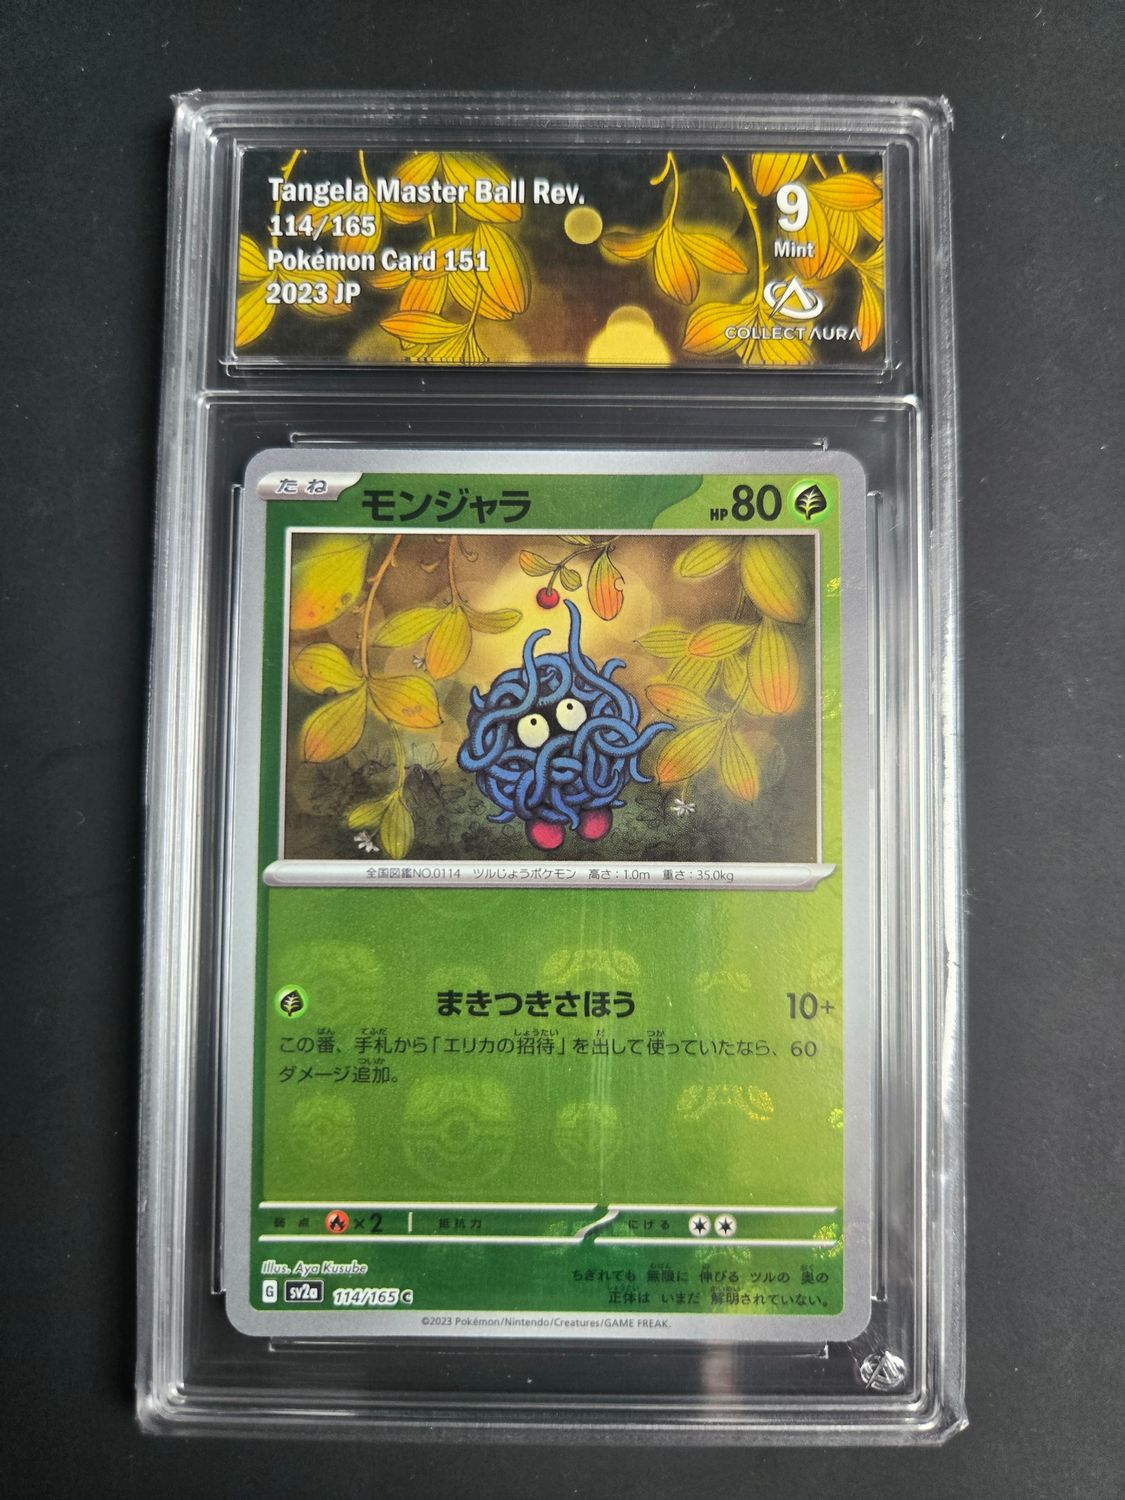 Tangela Master Ball Rev.
114/165
Pokémon Card 151
2023 JP
9
Mint
COLLECT AURA
たね
モンジャラ
HP 80
全国図鑑NO.0114 ツルじょうポケモン 高さ:1.0m 重さ:35.0kg
まきつきさほう 10+
この番、手札から「エリカの招待」を出して使っていたなら、60
ダメージ追加。
弱点 ×2 抵抗力 にげる
Illus. Aya Kusube
G sv2a 114/165 C
ちぎれても 無限に 伸びる ツルの 奥の
正体は いまだ 解明されていない。
©2023 Pokémon/Nintendo/Creatures/GAME FREAK.